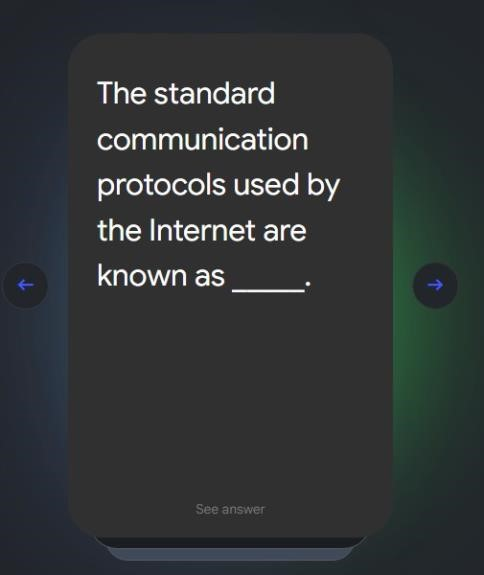 The standard
communication
protocols used by
the Internet are
known as _____.
See answer